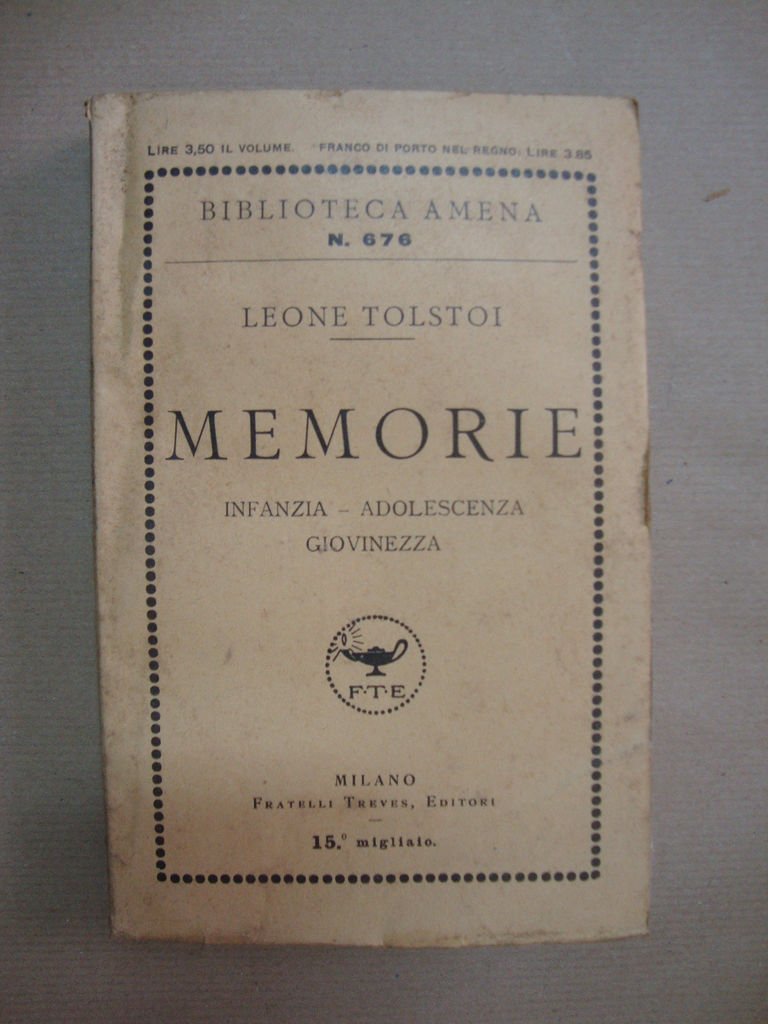 LIRE 3,50 IL VOLUME. FRANCO DI PORTO NEL REGNO: LIRE 3.85
BIBLIOTECA AMENA
N. 676
LEONE TOLSTOI
MEMORIE
INFANZIA – ADOLESCENZA
GIOVINEZZA
F·T·E
MILANO
FRATELLI TREVES, EDITORI
15.º migliaio.